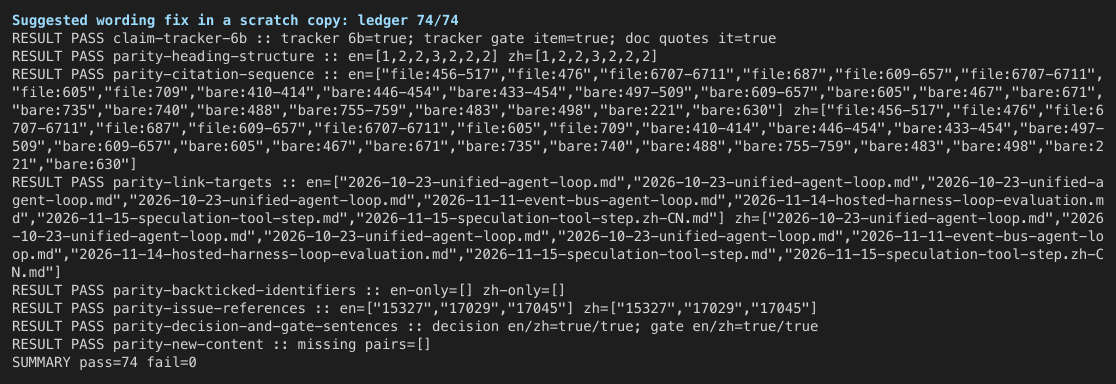 Suggested wording fix in a scratch copy: ledger 74/74
RESULT PASS claim-tracker-6b :: tracker 6b=true; tracker gate item=true; doc quotes it=true
RESULT PASS parity-heading-structure :: en=[1,2,2,3,2,2,2] zh=[1,2,2,3,2,2,2]
RESULT PASS parity-citation-sequence :: en=["file:456-517","file:476","file:6707-6711","file:687","file:609-657","file:6707-6711",
"file:605","file:709","bare:410-414","bare:446-454","bare:433-454","bare:497-509","bare:609-657","bare:605","bare:467","bare:671",
"bare:735","bare:740","bare:488","bare:755-759","bare:483","bare:498","bare:221","bare:630"] zh=["file:456-517","file:476","file:6
707-6711","file:687","file:609-657","file:6707-6711","file:605","file:709","bare:410-414","bare:446-454","bare:433-454","bare:497-
509","bare:609-657","bare:605","bare:467","bare:671","bare:735","bare:740","bare:488","bare:755-759","bare:483","bare:498","bare:2
21","bare:630"]
RESULT PASS parity-link-targets :: en=["2026-10-23-unified-agent-loop.md","2026-10-23-unified-agent-loop.md","2026-10-23-unified-a
gent-loop.md","2026-10-23-unified-agent-loop.md","2026-11-11-event-bus-agent-loop.md","2026-11-14-hosted-harness-loop-evaluation.m
d","2026-11-15-speculation-tool-step.md","2026-11-15-speculation-tool-step.zh-CN.md"] zh=["2026-10-23-unified-agent-loop.md","2026
-10-23-unified-agent-loop.md","2026-10-23-unified-agent-loop.md","2026-10-23-unified-agent-loop.md","2026-11-11-event-bus-agent-lo
op.md","2026-11-14-hosted-harness-loop-evaluation.md","2026-11-15-speculation-tool-step.md","2026-11-15-speculation-tool-step.zh-C
N.md"]
RESULT PASS parity-backticked-identifiers :: en-only=[] zh-only=[]
RESULT PASS parity-issue-references :: en=["15327","17029","17045"] zh=["15327","17029","17045"]
RESULT PASS parity-decision-and-gate-sentences :: decision en/zh=true/true; gate en/zh=true/true
RESULT PASS parity-new-content :: missing pairs=[]
SUMMARY pass=74 fail=0